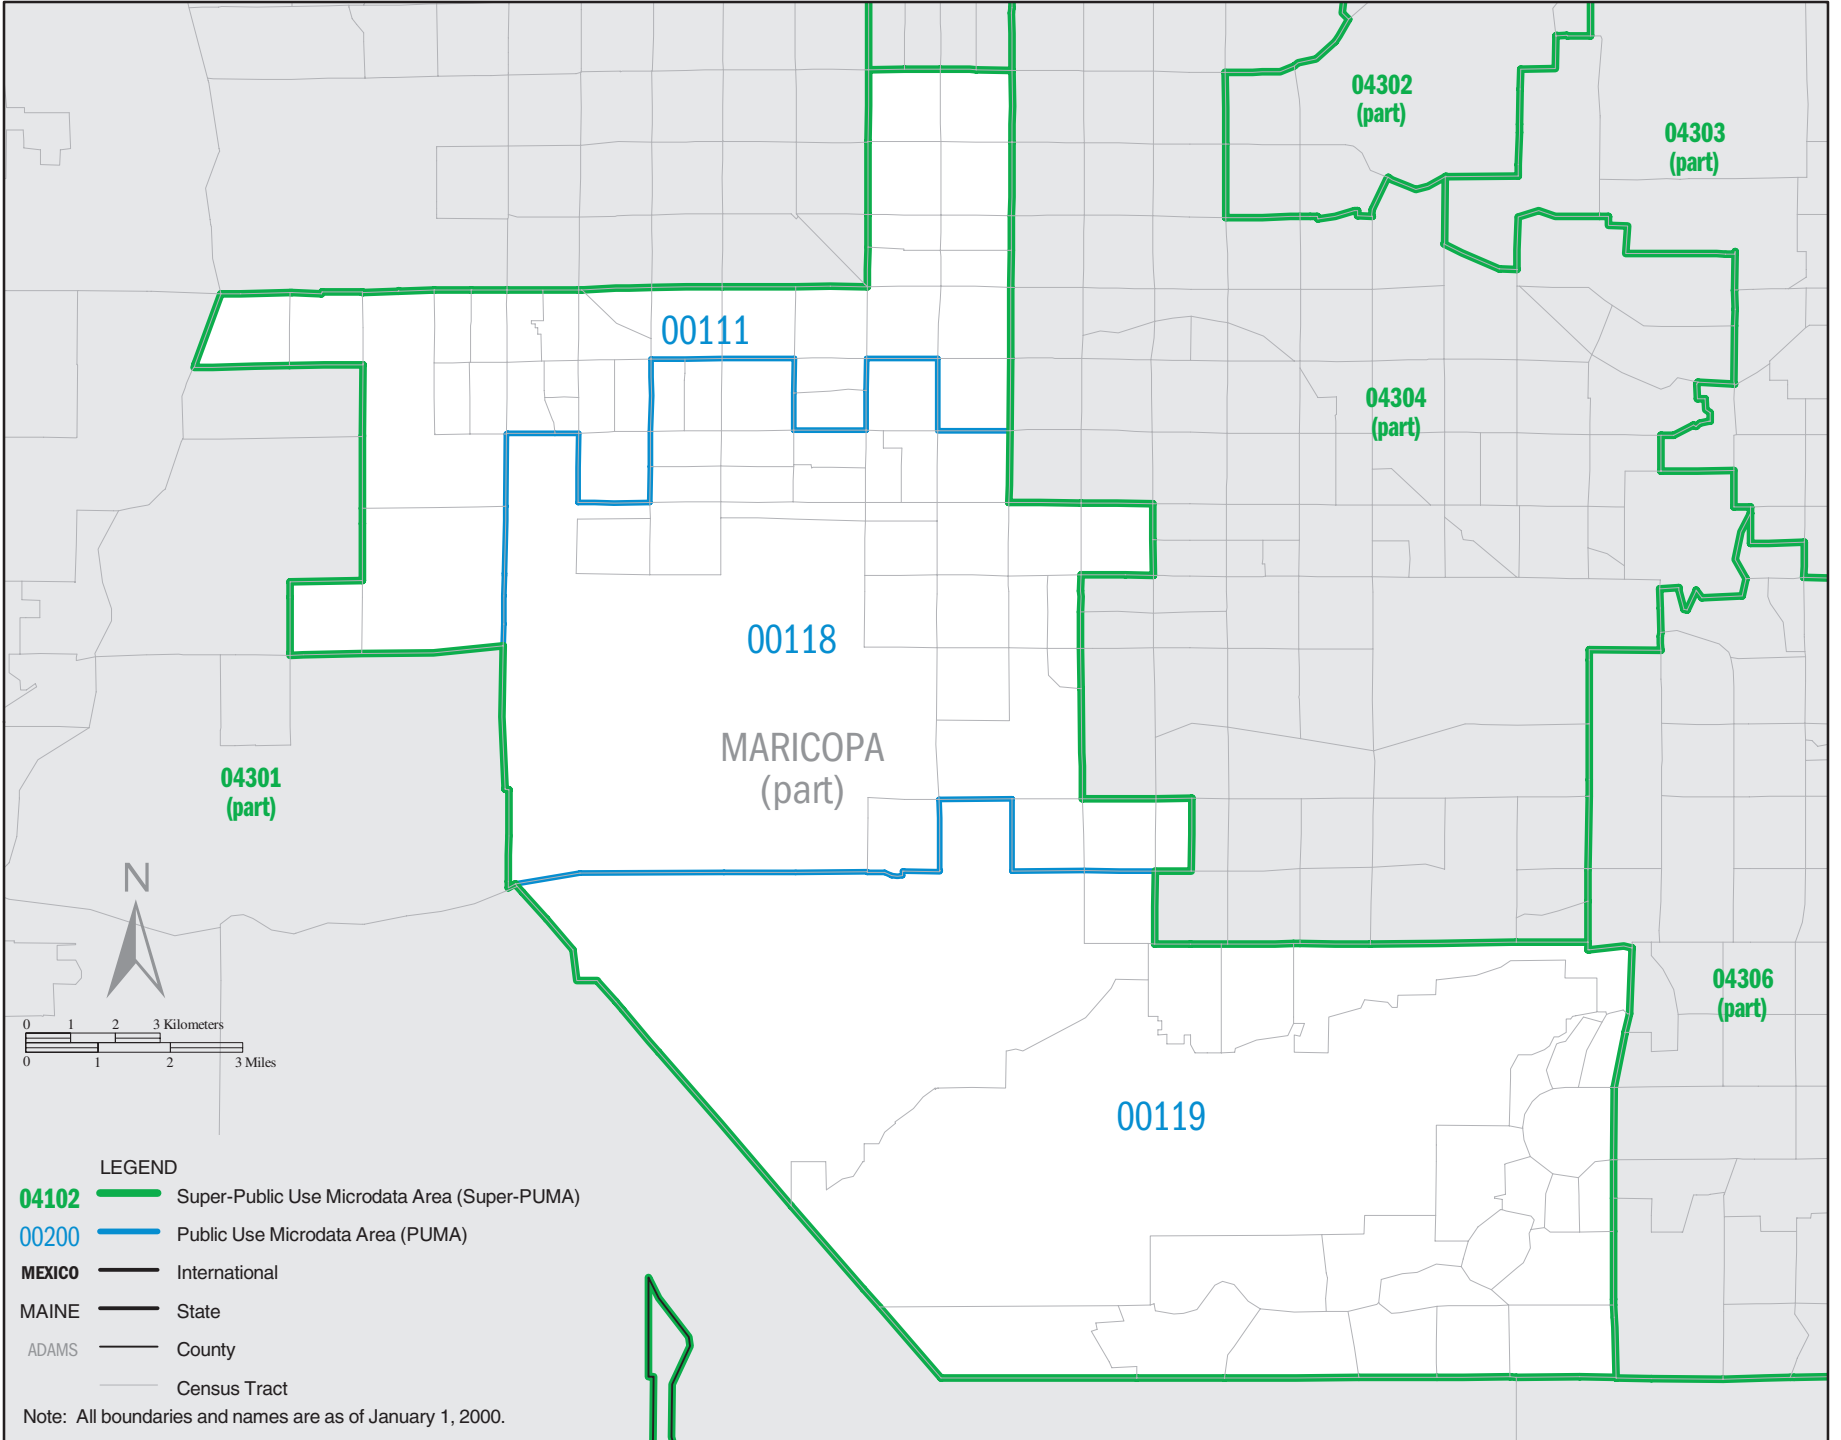 04302
(part)
04303
(part)
00111
04304
(part)
00118
MARICOPA
(part)
04301
(part)
N
04306
(part)
0 1 2 3 Kilometers
0 1 2 3 Miles
00119
LEGEND
04102 Super-Public Use Microdata Area (Super-PUMA)
00200 Public Use Microdata Area (PUMA)
MEXICO International
MAINE State
ADAMS County
Census Tract
Note: All boundaries and names are as of January 1, 2000.